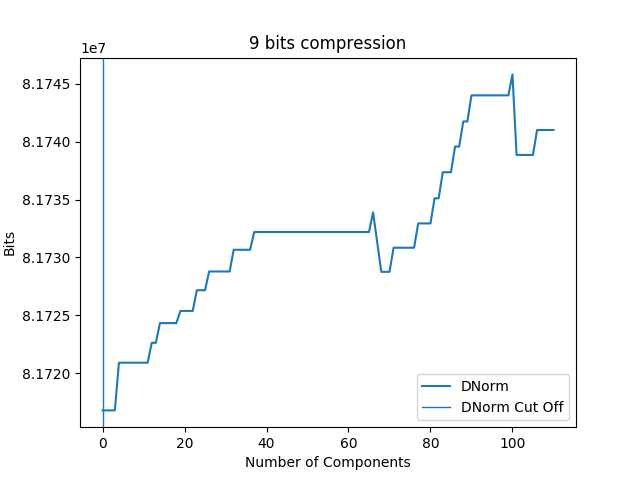 9 bits compression
1e7
8.1745
8.1740
8.1735
8.1730
8.1725
8.1720
Bits
0 20 40 60 80 100
Number of Components
DNorm
DNorm Cut Off